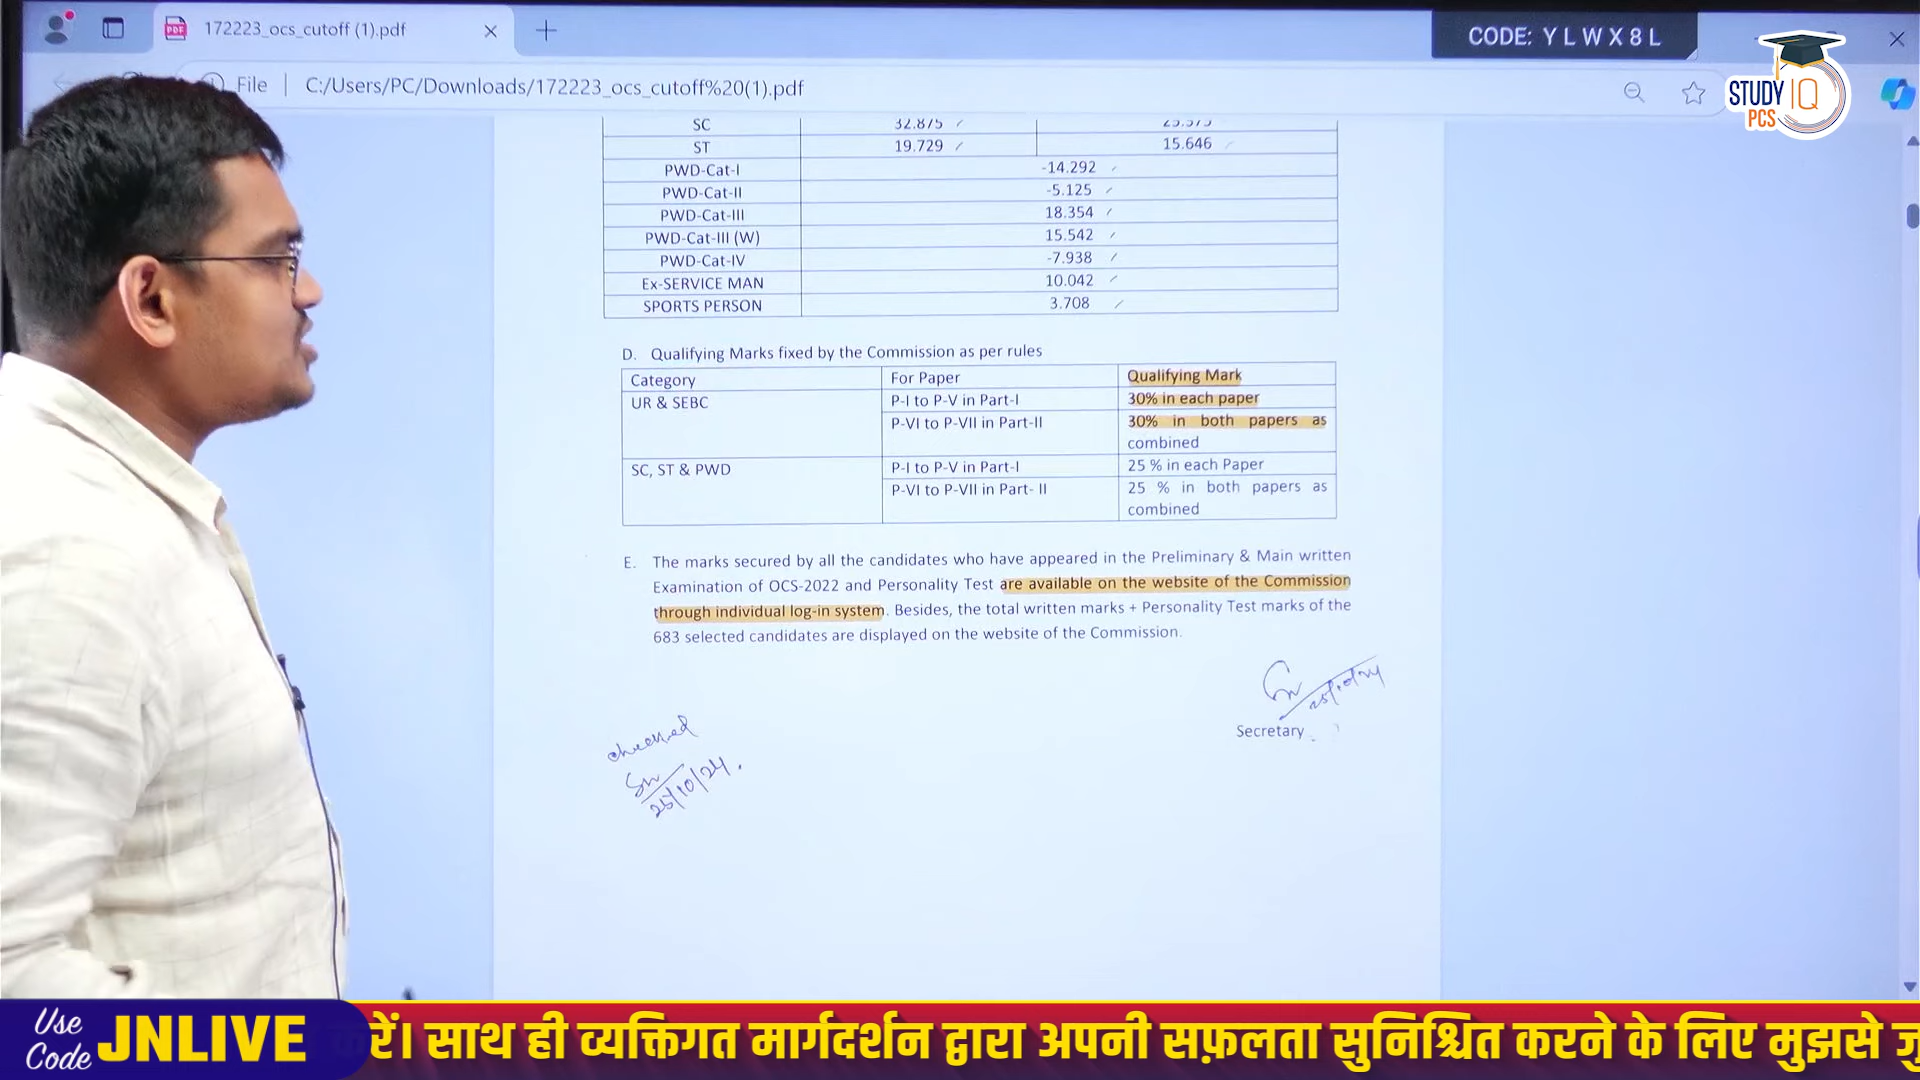 172223_ocs_cutoff (1).pdf
CODE: Y L W X 8 L
File
C:/Users/PC/Downloads/172223_ocs_cutoff%20(1).pdf
STUDY IQ
PCS
SC 32.875
ST 19.729 15.646
PWD-Cat-I -14.292
PWD-Cat-II -5.125
PWD-Cat-III 18.354
PWD-Cat-III (W) 15.542
PWD-Cat-IV -7.938
Ex-SERVICE MAN 10.042
SPORTS PERSON 3.708
D. Qualifying Marks fixed by the Commission as per rules
Category For Paper Qualifying Mark
UR & SEBC P-I to P-V in Part-I 30% in each paper
P-VI to P-VII in Part-II 30% in both papers as
combined
SC, ST & PWD P-I to P-V in Part-I 25 % in each Paper
P-VI to P-VII in Part- II 25 % in both papers as
combined
E. The marks secured by all the candidates who have appeared in the Preliminary & Main written
Examination of OCS-2022 and Personality Test are available on the website of the Commission
through individual log-in system. Besides, the total written marks + Personality Test marks of the
683 selected candidates are displayed on the website of the Commission.
Secretary
checked
25/10/24.
Use
Code JNLIVE
करें। साथ ही व्यक्तिगत मार्गदर्शन द्वारा अपनी सफ़लता सुनिश्चित करने के लिए मुझसे